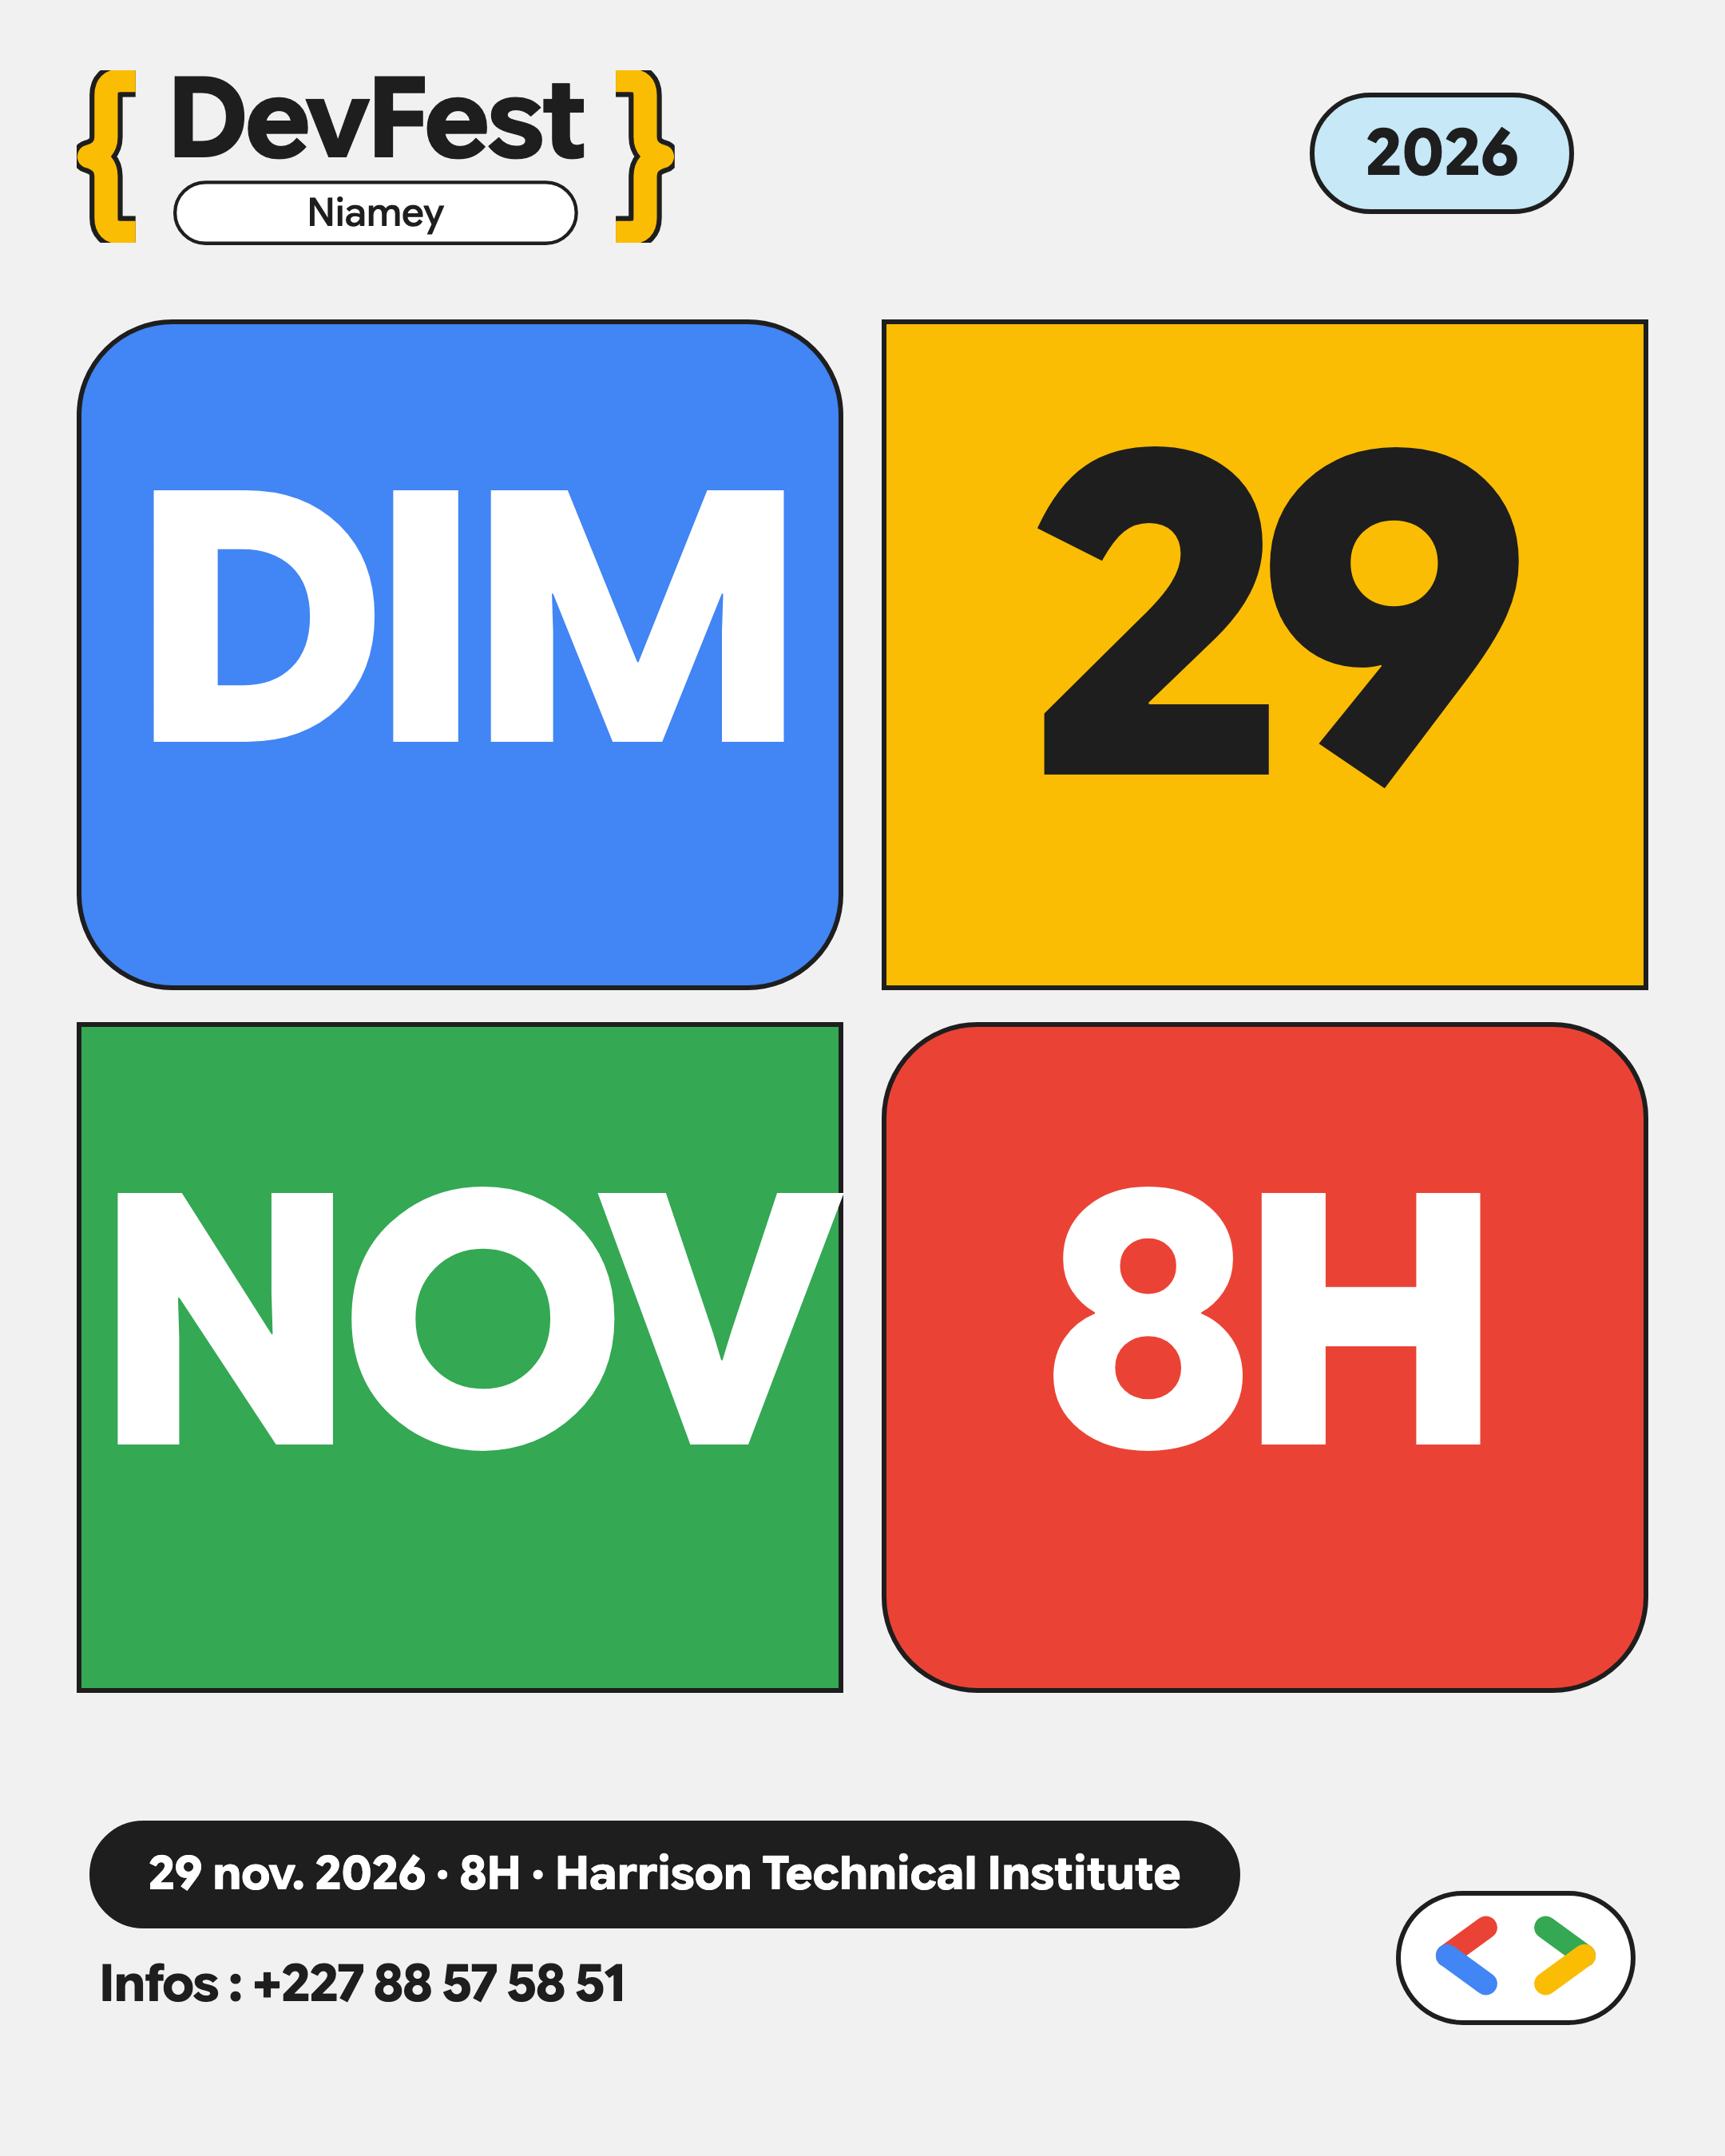 { DevFest }
Niamey
2026
DIM
29
NOV
8H
29 nov. 2026 · 8H · Harrison Technical Institute
Infos : +227 88 57 58 51